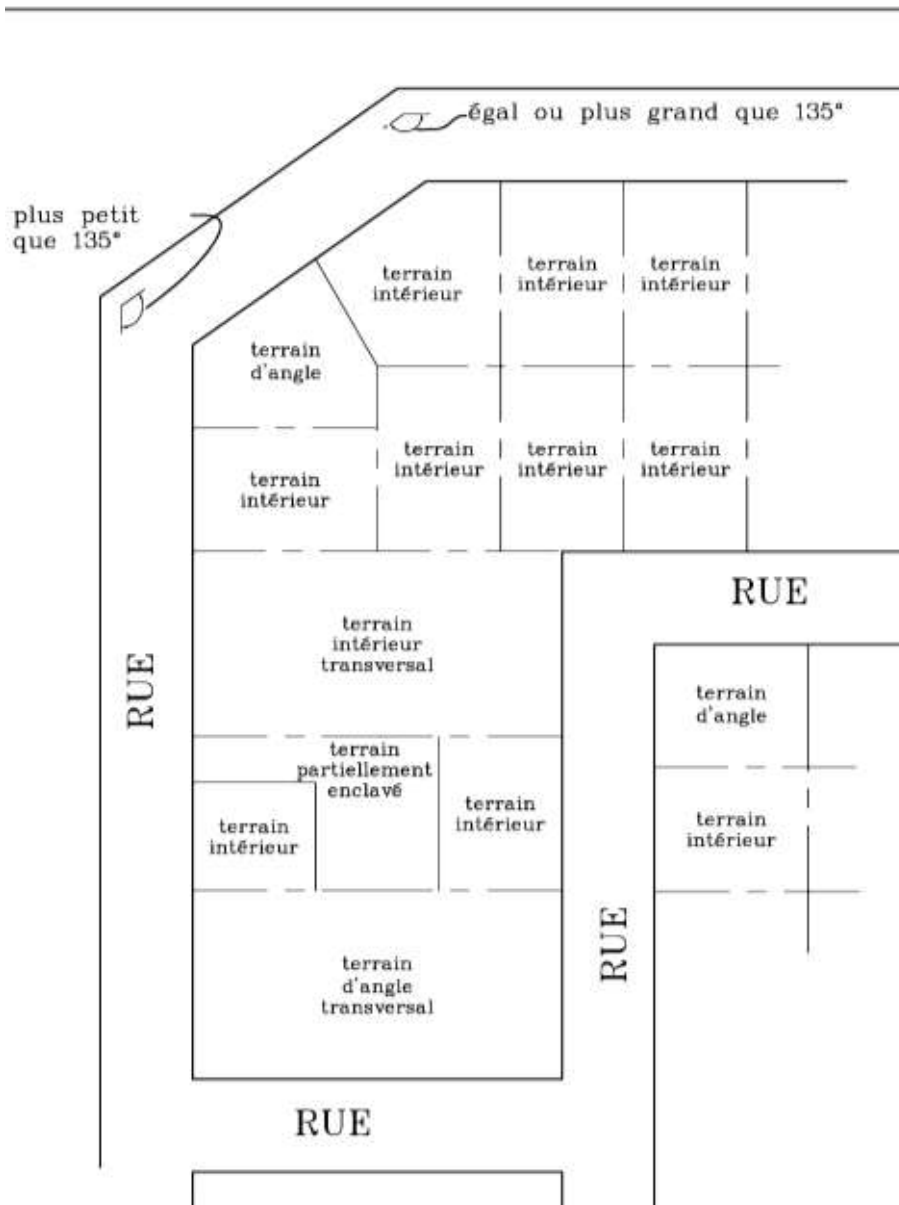 égal ou plus grand que 135°
plus petit
que 135°
terrain
intérieur
terrain
intérieur
terrain
intérieur
terrain
d'angle
terrain
intérieur
terrain
intérieur
terrain
intérieur
terrain
intérieur
RUE
terrain
intérieur
transversal
RUE
terrain
d'angle
terrain
partiellement
enclavé
terrain
intérieur
terrain
intérieur
terrain
intérieur
RUE
terrain
d'angle
transversal
RUE